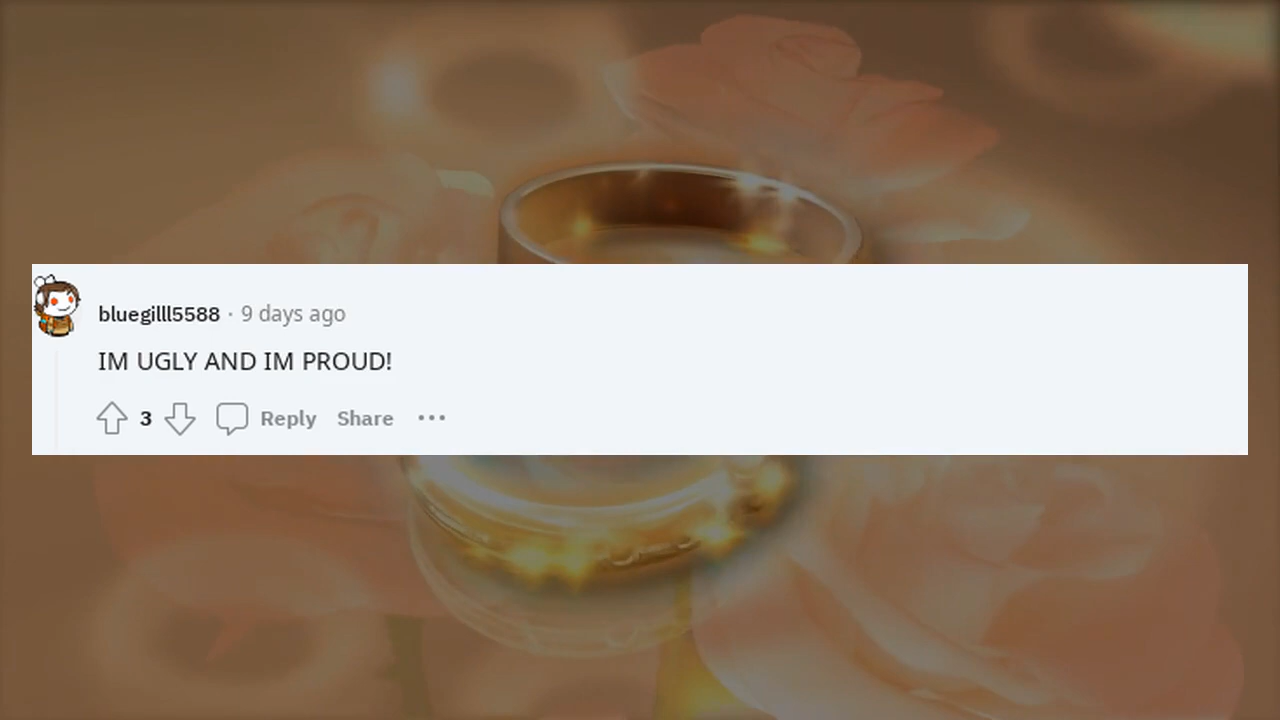 bluegilll5588 · 9 days ago
IM UGLY AND IM PROUD!
3 Reply Share ···